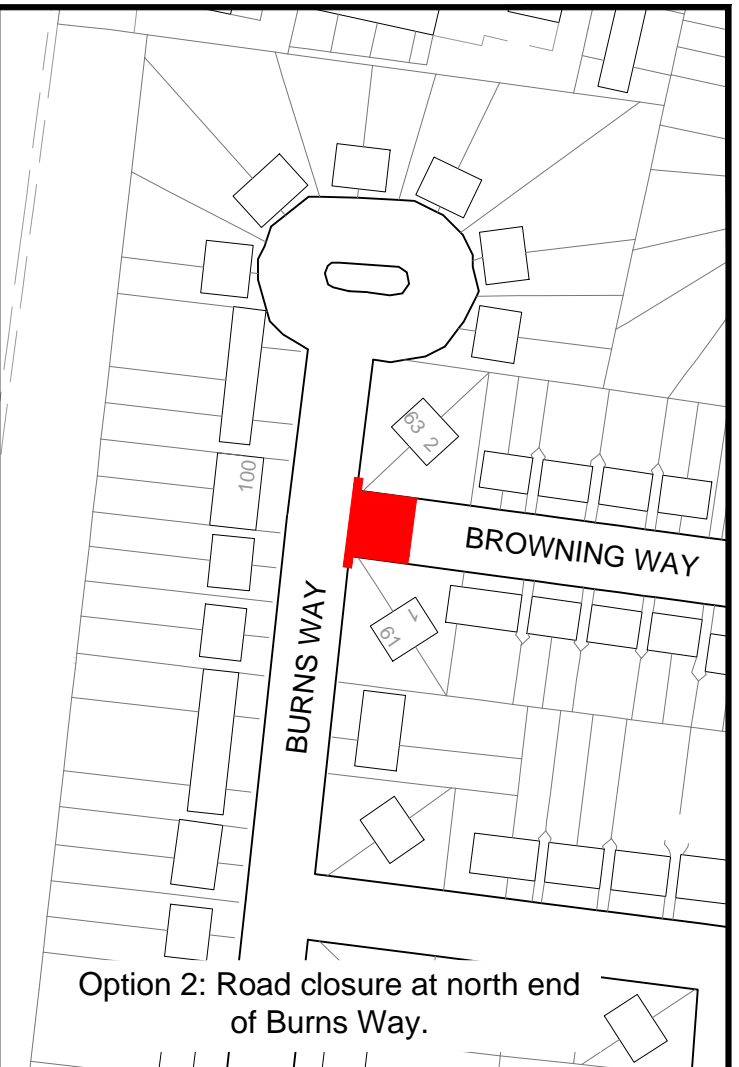 63 2
100
BROWNING WAY
1
61
BURNS WAY
Option 2: Road closure at north end
of Burns Way.